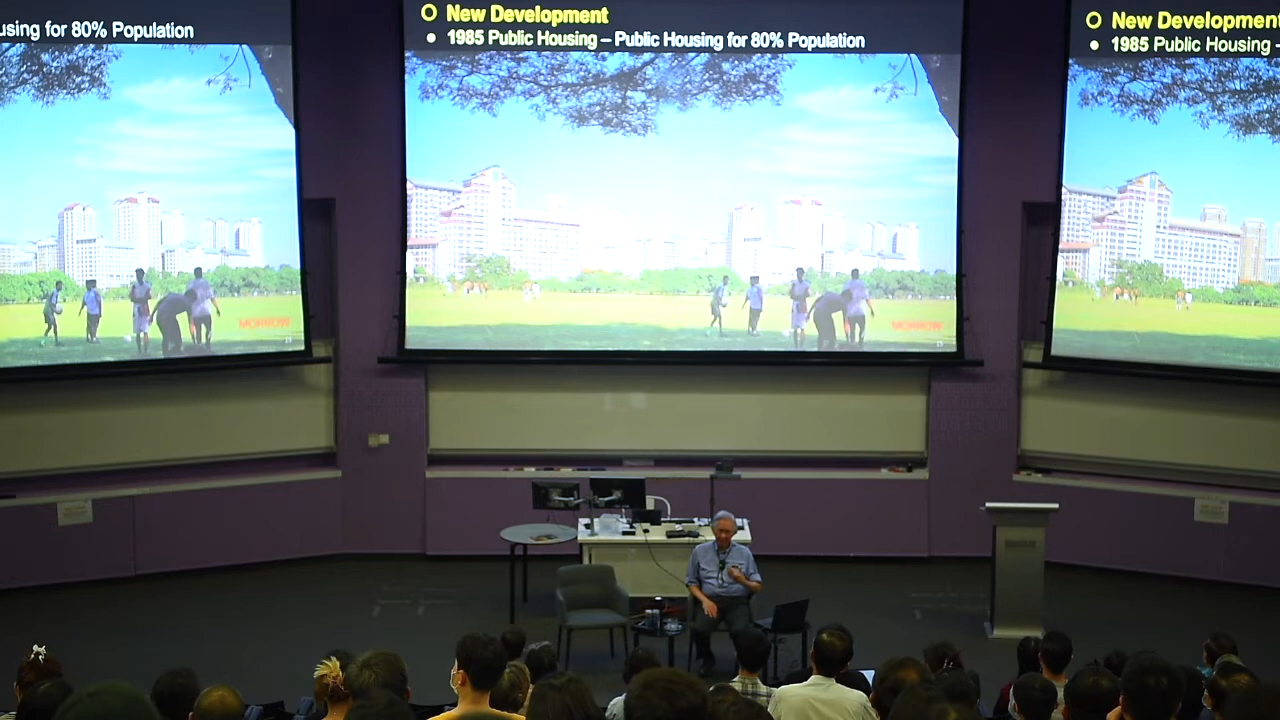 using for 80% Population
MORROW
New Development
1985 Public Housing – Public Housing for 80% Population
MORROW
New Development
1985 Public Housing –